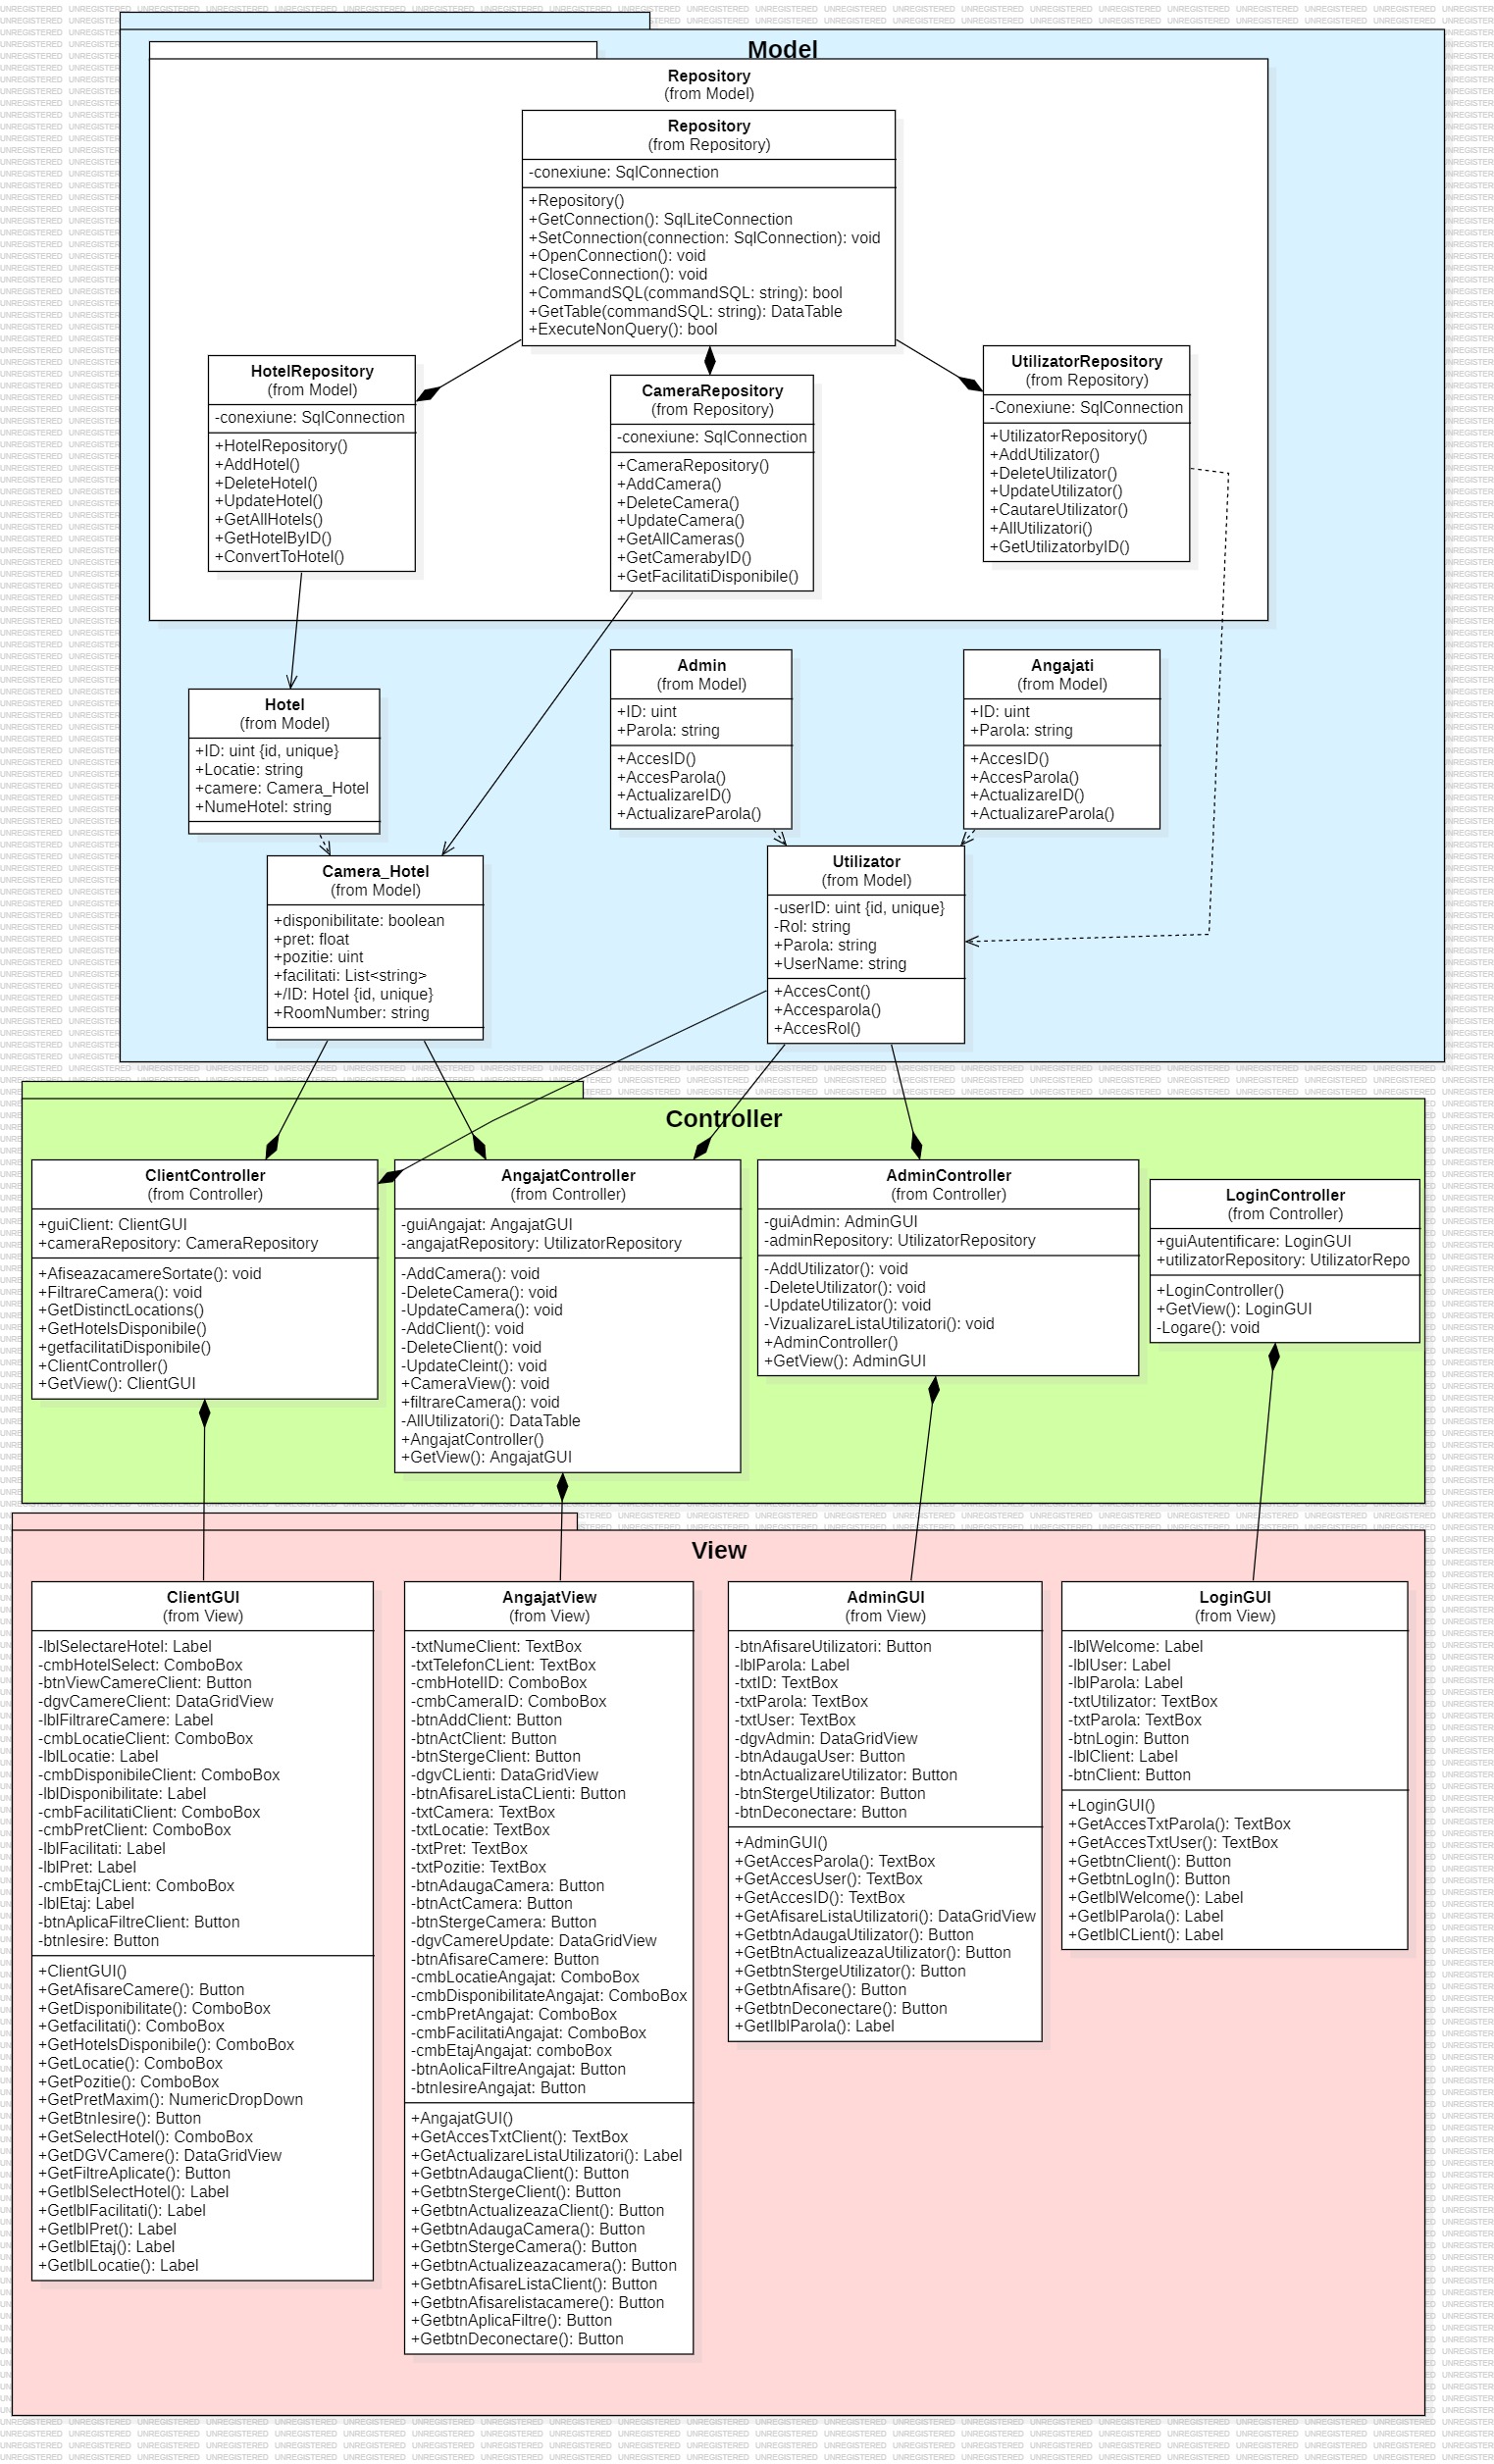 Model
Repository
(from Model)
Repository
(from Repository)
-conexiune: SqlConnection
+Repository()
+GetConnection(): SqlLiteConnection
+SetConnection(connection: SqlConnection): void
+OpenConnection(): void
+CloseConnection(): void
+CommandSQL(commandSQL: string): bool
+GetTable(commandSQL: string): DataTable
+ExecuteNonQuery(): bool
HotelRepository
(from Model)
-conexiune: SqlConnection
+HotelRepository()
+AddHotel()
+DeleteHotel()
+UpdateHotel()
+GetAllHotels()
+GetHotelByID()
+ConvertToHotel()
CameraRepository
(from Repository)
-conexiune: SqlConnection
+CameraRepository()
+AddCamera()
+DeleteCamera()
+UpdateCamera()
+GetAllCameras()
+GetCamerabyID()
+GetFacilitatiDisponibile()
UtilizatorRepository
(from Repository)
-Conexiune: SqlConnection
+UtilizatorRepository()
+AddUtilizator()
+DeleteUtilizator()
+UpdateUtilizator()
+CautareUtilizator()
+AllUtilizatori()
+GetUtilizatorbyID()
Hotel
(from Model)
+ID: uint {id, unique}
+Locatie: string
+camere: Camera_Hotel
+NumeHotel: string
Admin
(from Model)
+ID: uint
+Parola: string
+AccesID()
+AccesParola()
+ActualizareID()
+ActualizareParola()
Angajati
(from Model)
+ID: uint
+Parola: string
+AccesID()
+AccesParola()
+ActualizareID()
+ActualizareParola()
Camera_Hotel
(from Model)
+disponibilitate: boolean
+pret: float
+pozitie: uint
+facilitati: List<string>
+/ID: Hotel {id, unique}
+RoomNumber: string
Utilizator
(from Model)
-userID: uint {id, unique}
-Rol: string
+Parola: string
+UserName: string
+AccesCont()
+Accesparola()
+AccesRol()
Controller
ClientController
(from Controller)
+guiClient: ClientGUI
+cameraRepository: CameraRepository
+AfiseazacamereSortate(): void
+FiltrareCamera(): void
+GetDistinctLocations()
+GetHotelsDisponibile()
+getfacilitatiDisponibile()
+ClientController()
+GetView(): ClientGUI
AngajatController
(from Controller)
-guiAngajat: AngajatGUI
-angajatRepository: UtilizatorRepository
-AddCamera(): void
-DeleteCamera(): void
-UpdateCamera(): void
-AddClient(): void
-DeleteClient(): void
-UpdateCleint(): void
+CameraView(): void
+filtrareCamera(): void
-AllUtilizatori(): DataTable
+AngajatController()
+GetView(): AngajatGUI
AdminController
(from Controller)
-guiAdmin: AdminGUI
-adminRepository: UtilizatorRepository
-AddUtilizator(): void
-DeleteUtilizator(): void
-UpdateUtilizator(): void
-VizualizareListaUtilizatori(): void
+AdminController()
+GetView(): AdminGUI
LoginController
(from Controller)
+guiAutentificare: LoginGUI
+utilizatorRepository: UtilizatorRepo
+LoginController()
+GetView(): LoginGUI
-Logare(): void
View
ClientGUI
(from View)
-lblSelectareHotel: Label
-cmbHotelSelect: ComboBox
-btnViewCamereClient: Button
-dgvCamereClient: DataGridView
-lblFiltrareCamere: Label
-cmbLocatieClient: ComboBox
-lblLocatie: Label
-cmbDisponibileClient: ComboBox
-lblDisponibilitate: Label
-cmbFacilitatiClient: ComboBox
-cmbPretClient: ComboBox
-lblFacilitati: Label
-lblPret: Label
-cmbEtajCLient: ComboBox
-lblEtaj: Label
-btnAplicaFiltreClient: Button
-btnIesire: Button
+ClientGUI()
+GetAfisareCamere(): Button
+GetDisponibilitate(): ComboBox
+Getfacilitati(): ComboBox
+GetHotelsDisponibile(): ComboBox
+GetLocatie(): ComboBox
+GetPozitie(): ComboBox
+GetPretMaxim(): NumericDropDown
+GetBtnIesire(): Button
+GetSelectHotel(): ComboBox
+GetDGVCamere(): DataGridView
+GetFiltreAplicate(): Button
+GetlblSelectHotel(): Label
+GetlblFacilitati(): Label
+GetlblPret(): Label
+GetlblEtaj(): Label
+GetlblLocatie(): Label
AngajatView
(from View)
-txtNumeClient: TextBox
-txtTelefonCLient: TextBox
-cmbHotelID: ComboBox
-cmbCameraID: ComboBox
-btnAddClient: Button
-btnActClient: Button
-btnStergeClient: Button
-dgvCLienti: DataGridView
-btnAfisareListaCLienti: Button
-txtCamera: TextBox
-txtLocatie: TextBox
-txtPret: TextBox
-txtPozitie: TextBox
-btnAdaugaCamera: Button
-btnActCamera: Button
-btnStergeCamera: Button
-dgvCamereUpdate: DataGridView
-btnAfisareCamere: Button
-cmbLocatieAngajat: ComboBox
-cmbDisponibilitateAngajat: ComboBox
-cmbPretAngajat: ComboBox
-cmbFacilitatiAngajat: ComboBox
-cmbEtajAngajat: comboBox
-btnAolicaFiltreAngajat: Button
-btnIesireAngajat: Button
+AngajatGUI()
+GetAccesTxtClient(): TextBox
+GetActualizareListaUtilizatori(): Label
+GetbtnAdaugaClient(): Button
+GetbtnStergeClient(): Button
+GetbtnActualizeazaClient(): Button
+GetbtnAdaugaCamera(): Button
+GetbtnStergeCamera(): Button
+GetbtnActualizeazacamera(): Button
+GetbtnAfisareListaClient(): Button
+GetbtnAfisarelistacamere(): Button
+GetbtnAplicaFiltre(): Button
+GetbtnDeconectare(): Button
AdminGUI
(from View)
-btnAfisareUtilizatori: Button
-lblParola: Label
-txtID: TextBox
-txtParola: TextBox
-txtUser: TextBox
-dgvAdmin: DataGridView
-btnAdaugaUser: Button
-btnActualizareUtilizator: Button
-btnStergeUtilizator: Button
-btnDeconectare: Button
+AdminGUI()
+GetAccesParola(): TextBox
+GetAccesUser(): TextBox
+GetAccesID(): TextBox
+GetAfisareListaUtilizatori(): DataGridView
+GetbtnAdaugaUtilizator(): Button
+GetBtnActualizeazaUtilizator(): Button
+GetbtnStergeUtilizator(): Button
+GetbtnAfisare(): Button
+GetbtnDeconectare(): Button
+GetIlblParola(): Label
LoginGUI
(from View)
-lblWelcome: Label
-lblUser: Label
-lblParola: Label
-txtUtilizator: TextBox
-txtParola: TextBox
-btnLogin: Button
-lblClient: Label
-btnClient: Button
+LoginGUI()
+GetAccesTxtParola(): TextBox
+GetAccesTxtUser(): TextBox
+GetbtnClient(): Button
+GetbtnLogIn(): Button
+GetlblWelcome(): Label
+GetlblParola(): Label
+GetlblCLient(): Label